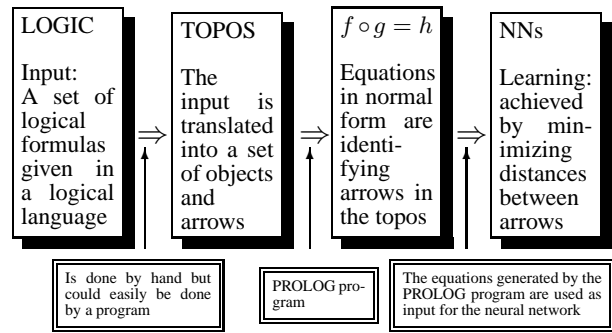 LOGIC
Input:
A set of
logical
formulas
given in
a logical
language
⇒
TOPOS
The
input is
translated
into a set
of objects
and
arrows
⇒
f ∘ g = h
Equations
in normal
form are
identi-
fying
arrows in
the topos
⇒
NNs
Learning:
achieved
by min-
imizing
distances
between
arrows
Is done by hand but
could easily be done
by a program
PROLOG pro-
gram
The equations generated by the
PROLOG program are used as
input for the neural network